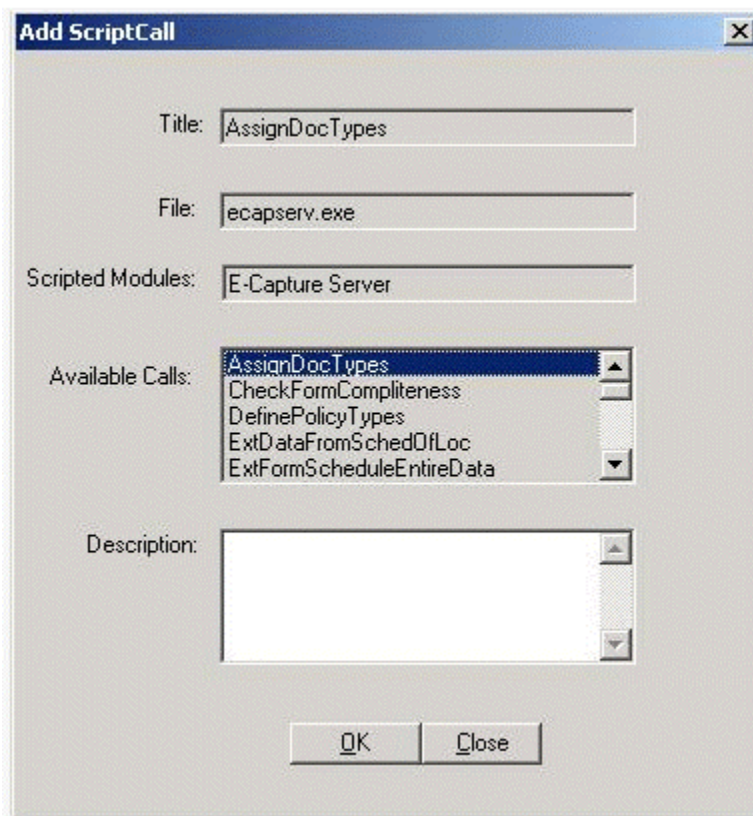 Add ScriptCall
Title: AssignDocTypes
File: ecapserv.exe
Scripted Modules: E-Capture Server
Available Calls: AssignDocTypes
CheckFormCompliteness
DefinePolicyTypes
ExtDataFromSchedOfLoc
ExtFormScheduleEntireData
Description:
OK Close